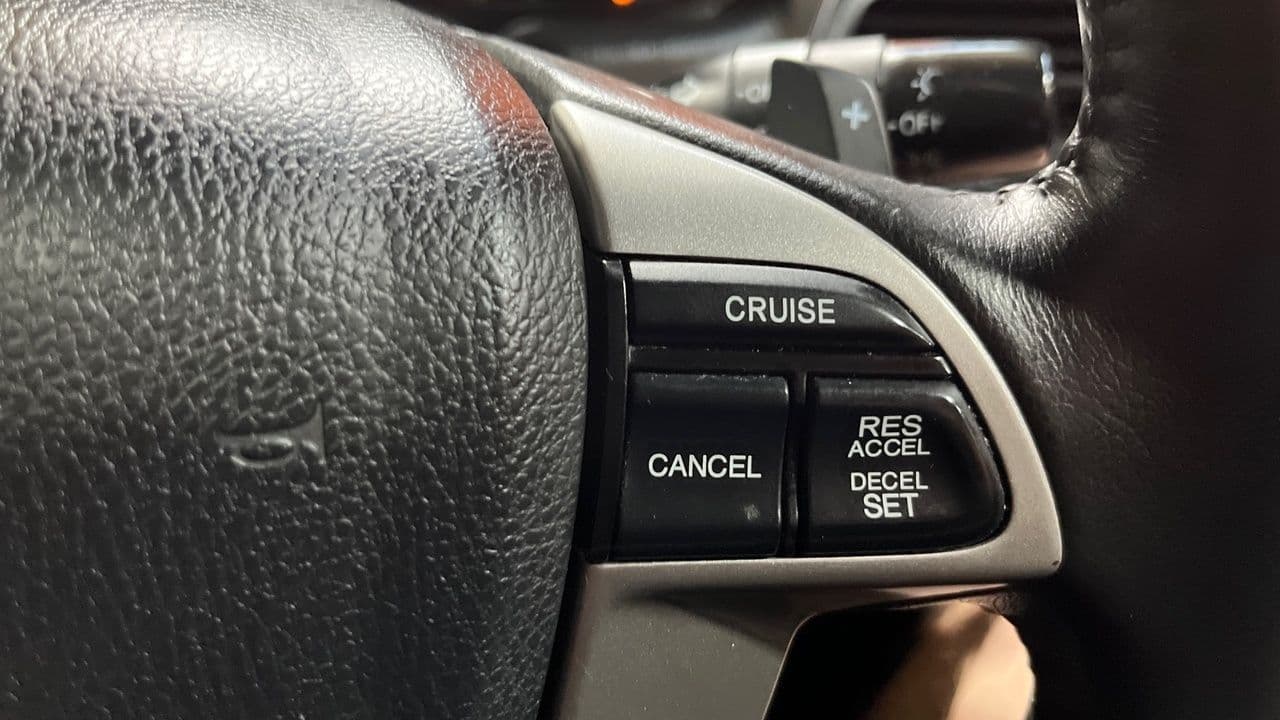 +
OFF
CRUISE
CANCEL
RES
ACCEL
DECEL
SET